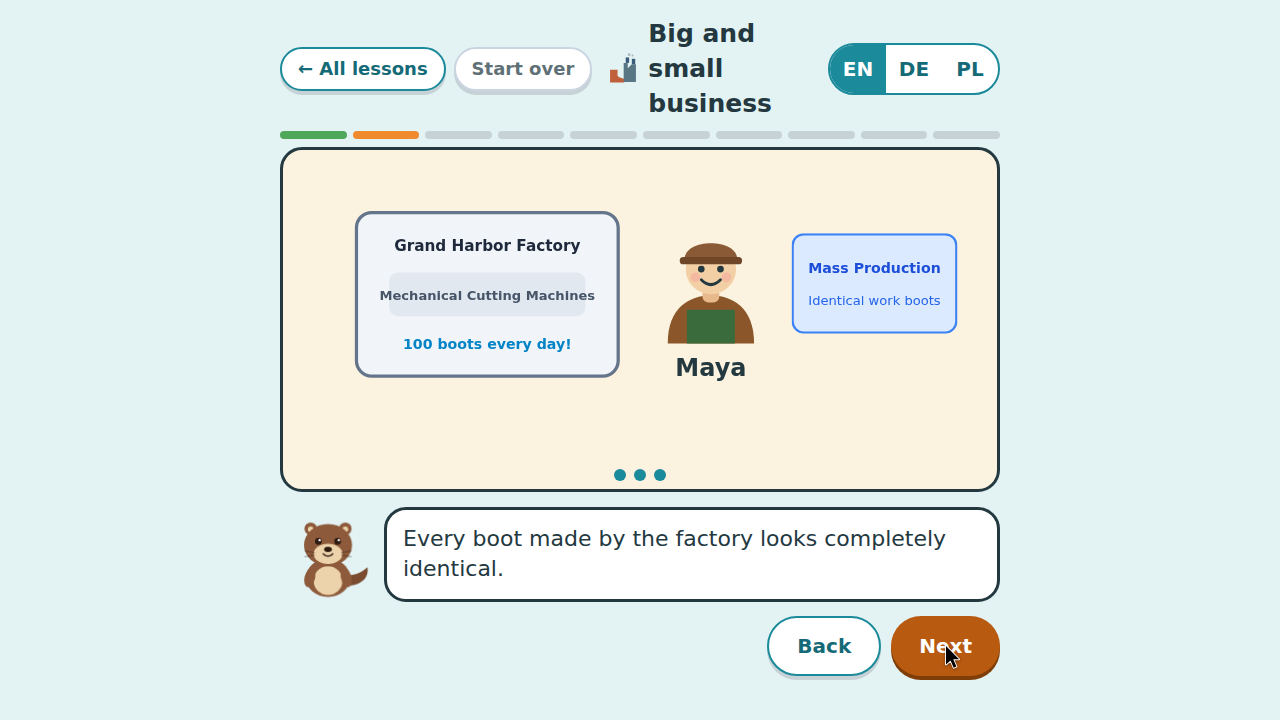 ← All lessons
Start over
Big and
small
business
EN
DE
PL
Grand Harbor Factory
Mechanical Cutting Machines
100 boots every day!
Maya
Mass Production
Identical work boots
Every boot made by the factory looks completely
identical.
Back
Next